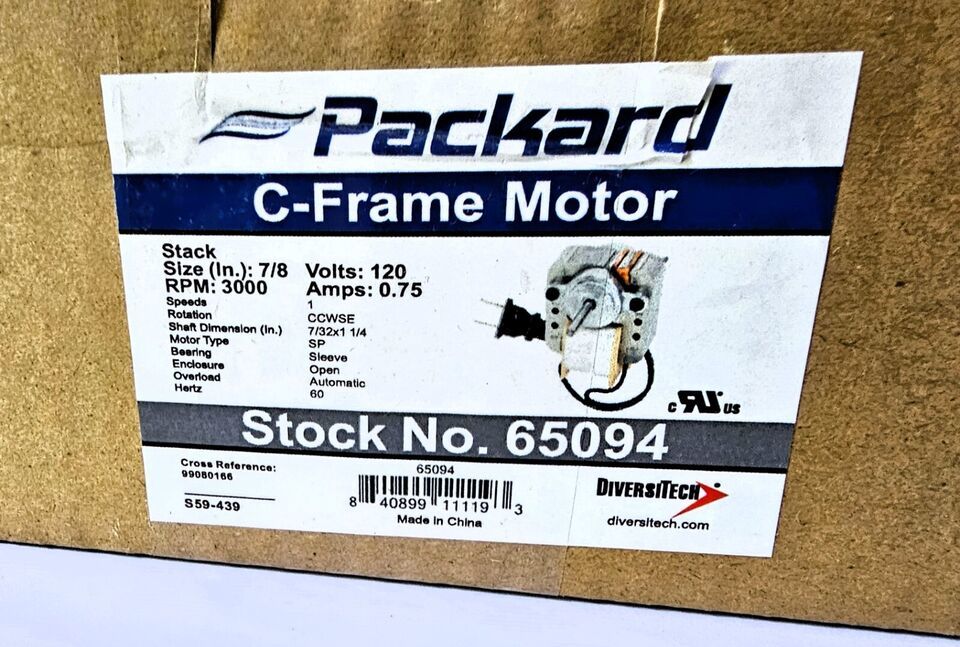 Packard
C-Frame Motor
Stack
Size (In.): 7/8 Volts: 120
RPM: 3000 Amps: 0.75
Speeds 1
Rotation CCWSE
Shaft Dimension (In.) 7/32x1 1/4
Motor Type SP
Bearing Sleeve
Enclosure Open
Overload Automatic
Hertz 60
c RU US
Stock No. 65094
Cross Reference:
99080166
S59-439
65094
8 40899 11119 3
Made in China
DIVERSITECH
diversitech.com